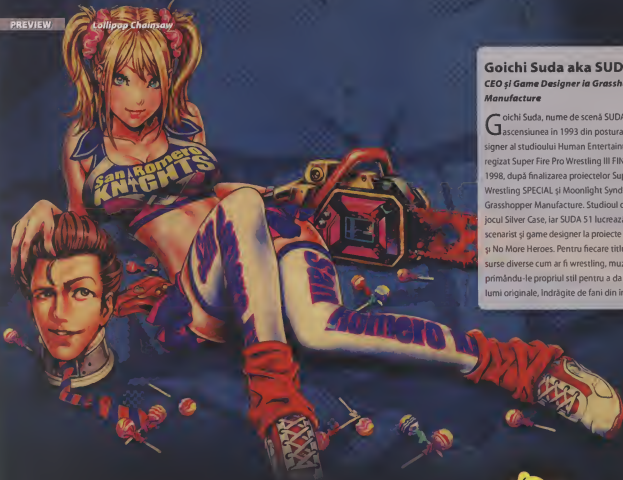 PREVIEW
Lollipop Chainsaw
San Romero
KNIGHTS
San
Romero
Goichi Suda aka SUD
CEO și Game Designer la Grassh
Manufacture
Goichi Suda, nume de scenă SUDA
ascensiunea în 1993 din postura
signer al studioului Human Entertain
regizat Super Fire Pro Wrestling III FIN
1998, după finalizarea proiectelor Sup
Wrestling SPECIAL și Moonlight Synd
Grasshopper Manufacture. Studioul d
jocul Silver Case, iar SUDA 51 lucrează
scenarist și game designer la proiecte
și No More Heroes. Pentru fiecare titlu
surse diverse cum ar fi wrestling, muz
primându-le propriul stil pentru a da
lumi originale, îndrăgite de fani din în